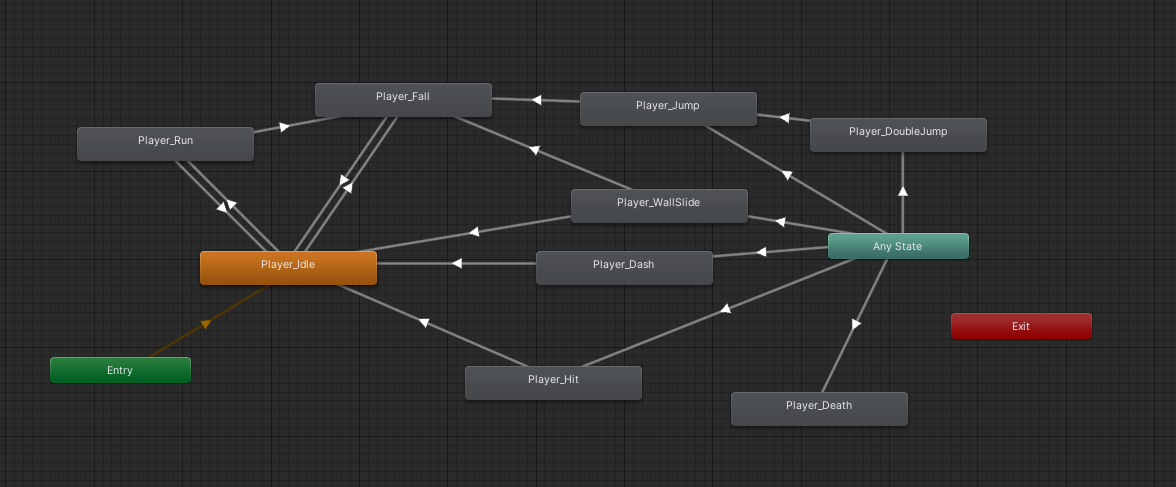 Player_Fall
Player_Jump
Player_DoubleJump
Player_Run
Player_WallSlide
Any State
Player_Idle
Player_Dash
Exit
Entry
Player_Hit
Player_Death